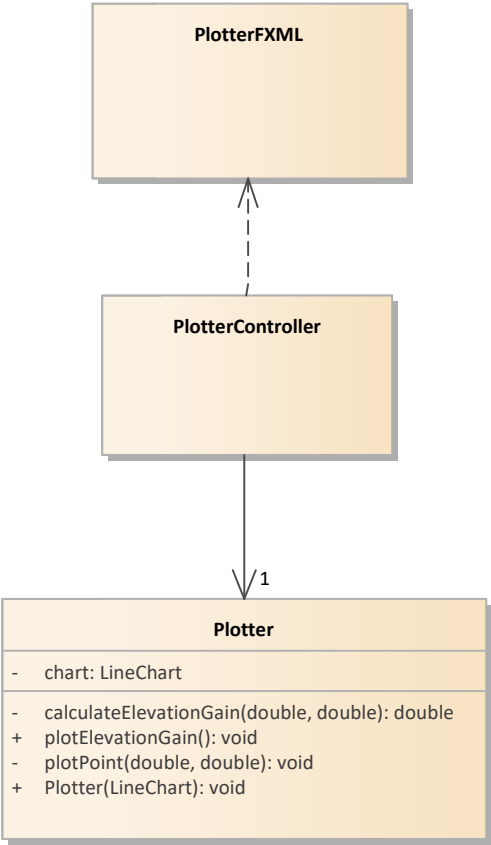 PlotterFXML
PlotterController
1
Plotter
- chart: LineChart
- calculateElevationGain(double, double): double
+ plotElevationGain(): void
- plotPoint(double, double): void
+ Plotter(LineChart): void